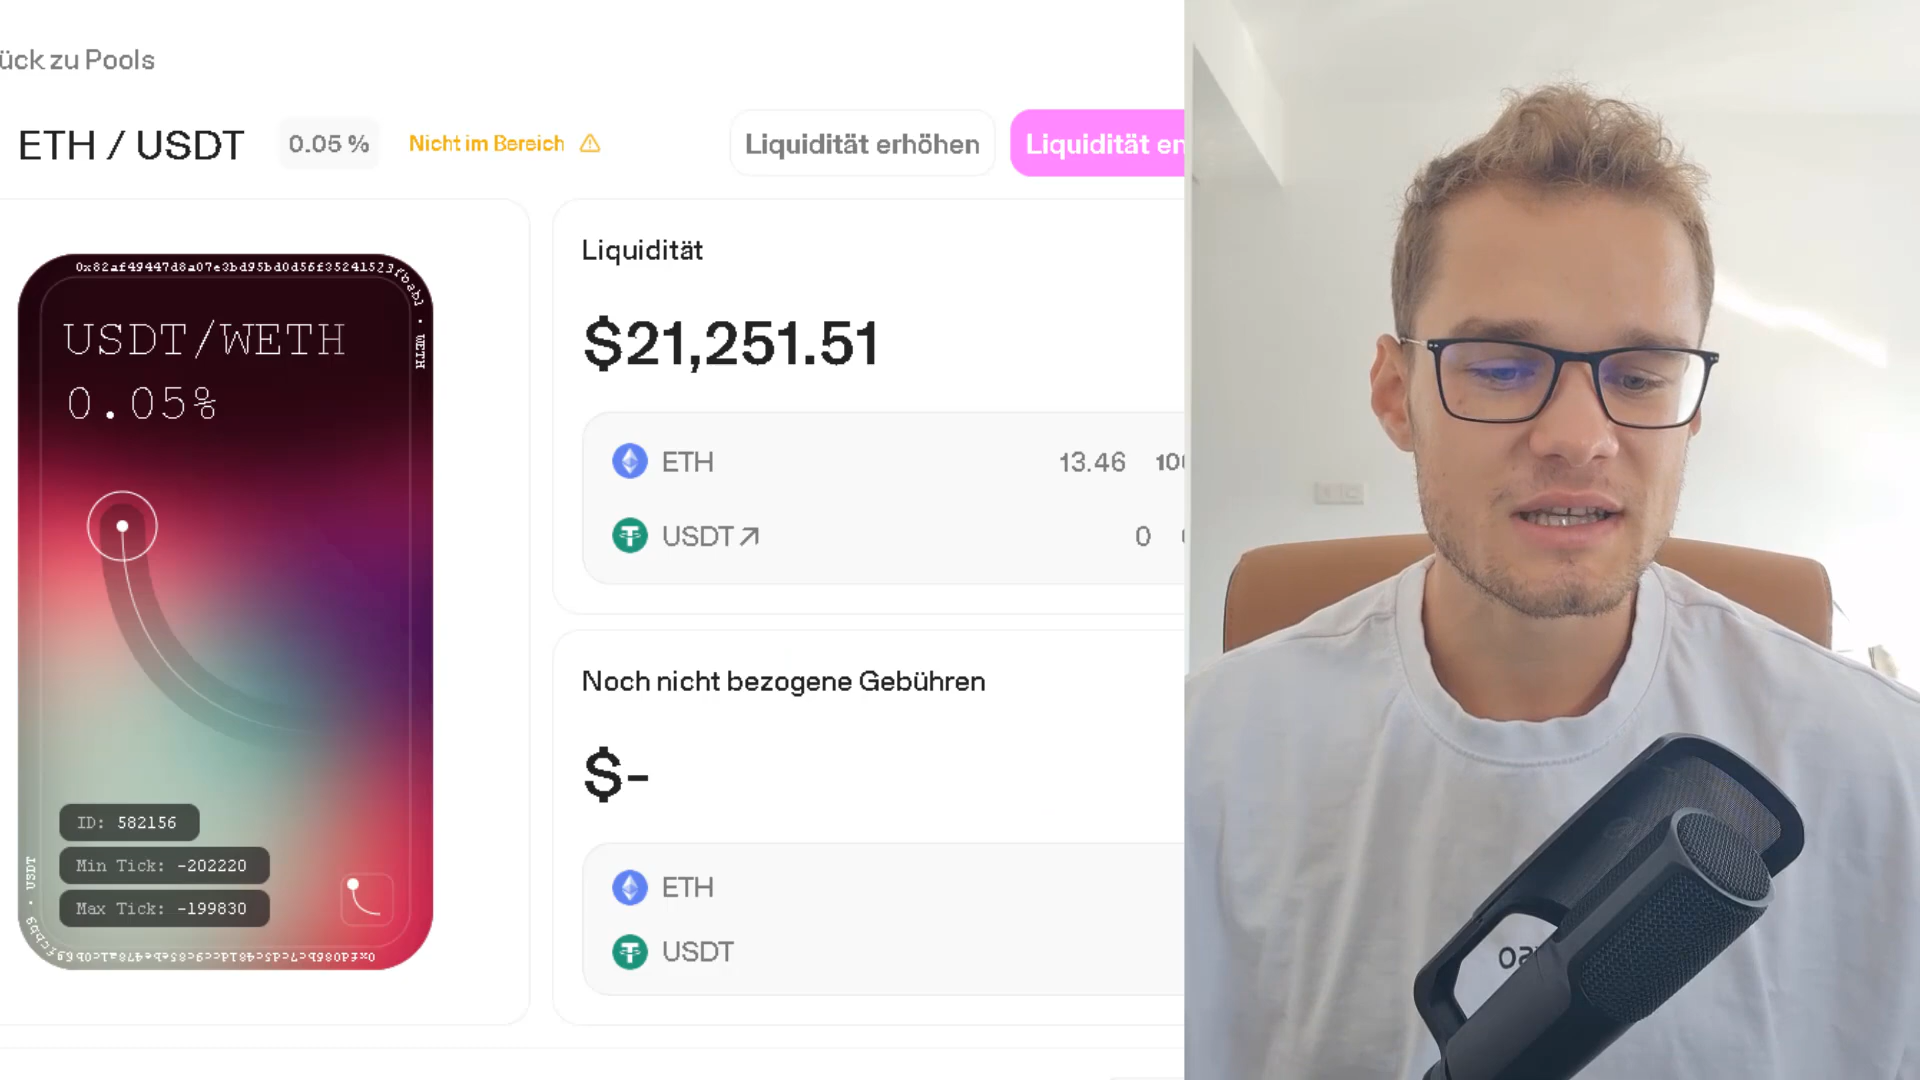 ück zu Pools
ETH / USDT 0.05 % Nicht im Bereich Liquidität erhöhen Liquidität en
USDT/WETH
0.05%
WETH
ID: 582156
Min Tick: -202220
Max Tick: -199830
USDT
Liquidität
$21,251.51
ETH 13.46
USDT 0
Noch nicht bezogene Gebühren
$-
ETH
USDT